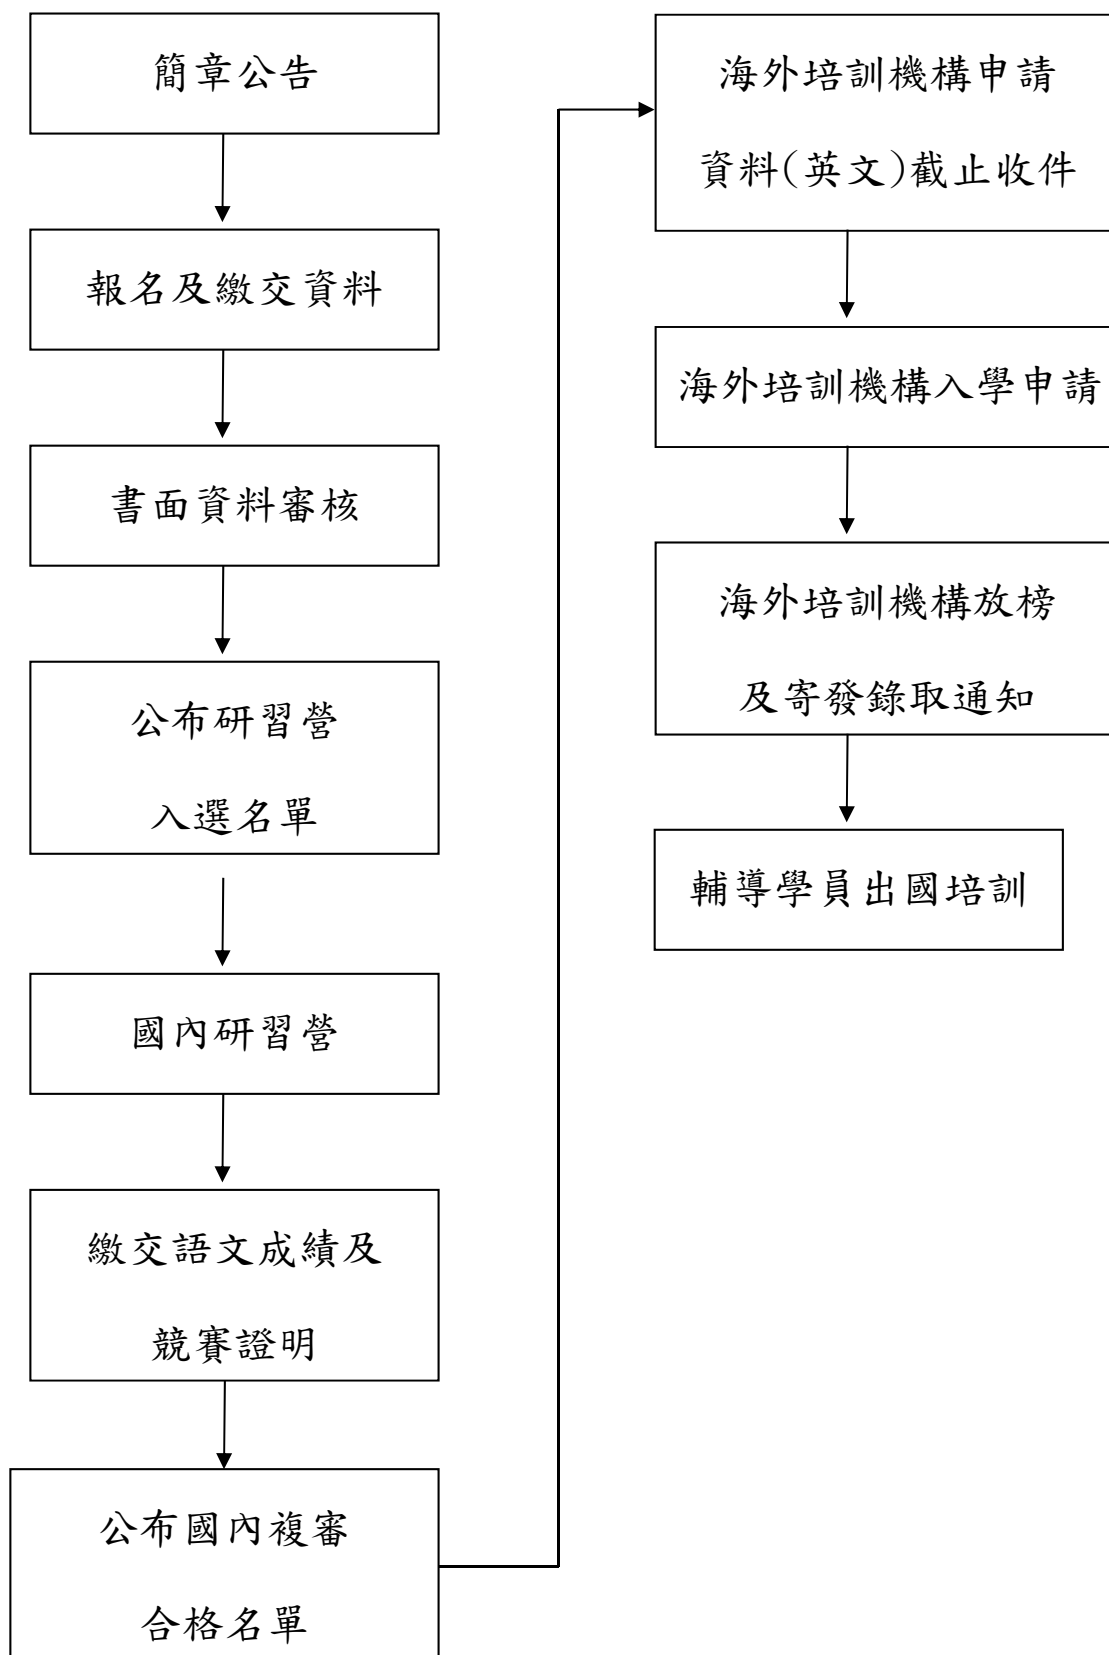 簡章公告
報名及繳交資料
書面資料審核
公布研習營
入選名單
國內研習營
繳交語文成績及
競賽證明
公布國內複審
合格名單
海外培訓機構申請
資料(英文)截止收件
海外培訓機構入學申請
海外培訓機構放榜
及寄發錄取通知
輔導學員出國培訓